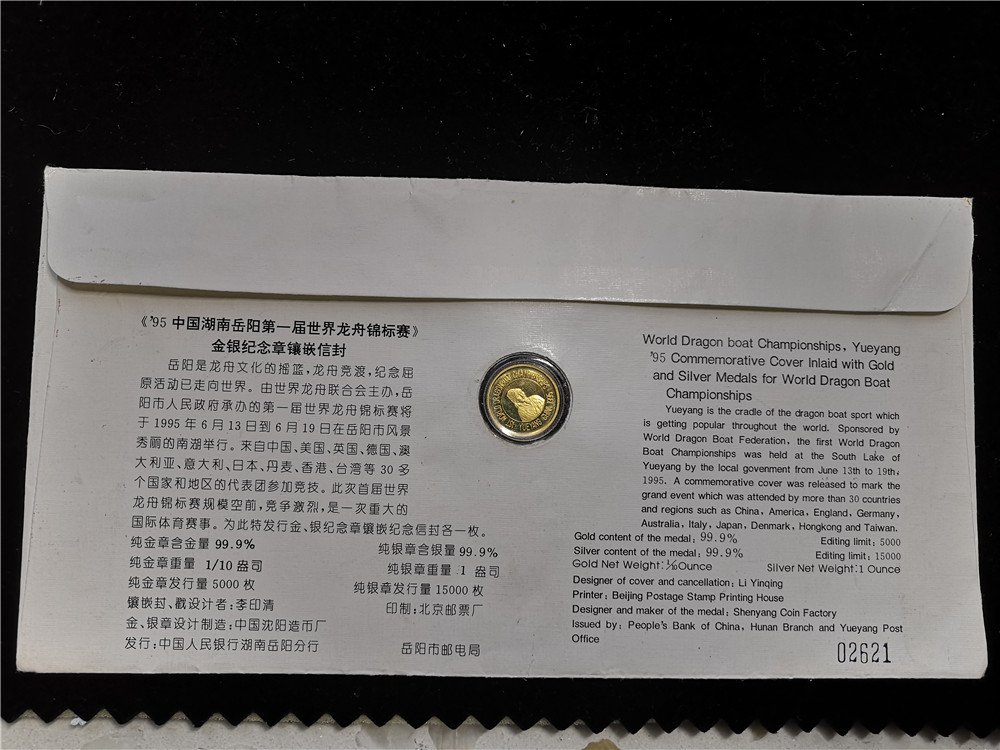 《'95 中国湖南岳阳第一届世界龙舟锦标赛》
金银纪念章镶嵌信封
岳阳是龙舟文化的摇篮，龙舟竞渡，纪念屈
原活动已走向世界。由世界龙舟联合会主办，岳
阳市人民政府承办的第一届世界龙舟锦标赛将
于 1995 年 6 月 13 日到 6 月 19 日在岳阳市风景
秀丽的南湖举行。来自中国、美国、英国、德国、澳
大利亚、意大利、日本、丹麦、香港、台湾等 30 多
个国家和地区的代表团参加竞技。此次首届世界
龙舟锦标赛规模空前，竞争激烈，是一次重大的
国际体育赛事。为此特发行金、银纪念章镶嵌纪念信封各一枚。
纯金章含金量 99.9% 纯银章含银量 99.9%
纯金章重量 1/10 盎司 纯银章重量 1 盎司
纯金章发行量 5000 枚 纯银章发行量 15000 枚
镶嵌封、戳设计者：李印清 印制：北京邮票厂
金、银章设计制造：中国沈阳造币厂
发行：中国人民银行湖南岳阳分行 岳阳市邮电局
World Dragon boat Championships, Yueyang
'95 Commemorative Cover Inlaid with Gold
and Silver Medals for World Dragon Boat
Championships
Yueyang is the cradle of the dragon boat sport which
is getting popular throughout the world. Sponsored by
World Dragon Boat Federation, the first World Dragon
Boat Championships was held at the South Lake of
Yueyang by the local govenment from June 13th to 19th,
1995. A commemorative cover was released to mark the
grand event which was attended by more than 30 countries
and regions such as China, America, England, Germany,
Australia, Italy, Japan, Denmark, Hongkong and Taiwan.
Gold content of the medal: 99.9% Editing limit: 5000
Silver content of the medal: 99.9% Editing limit: 15000
Gold Net Weight: 1/10 Ounce Silver Net Weight: 1 Ounce
Designer of cover and cancellation: Li Yinqing
Printer: Beijing Postage Stamp Printing House
Designer and maker of the medal: Shenyang Coin Factory
Issued by: People's Bank of China, Hunan Branch and Yueyang Post
Office
02621